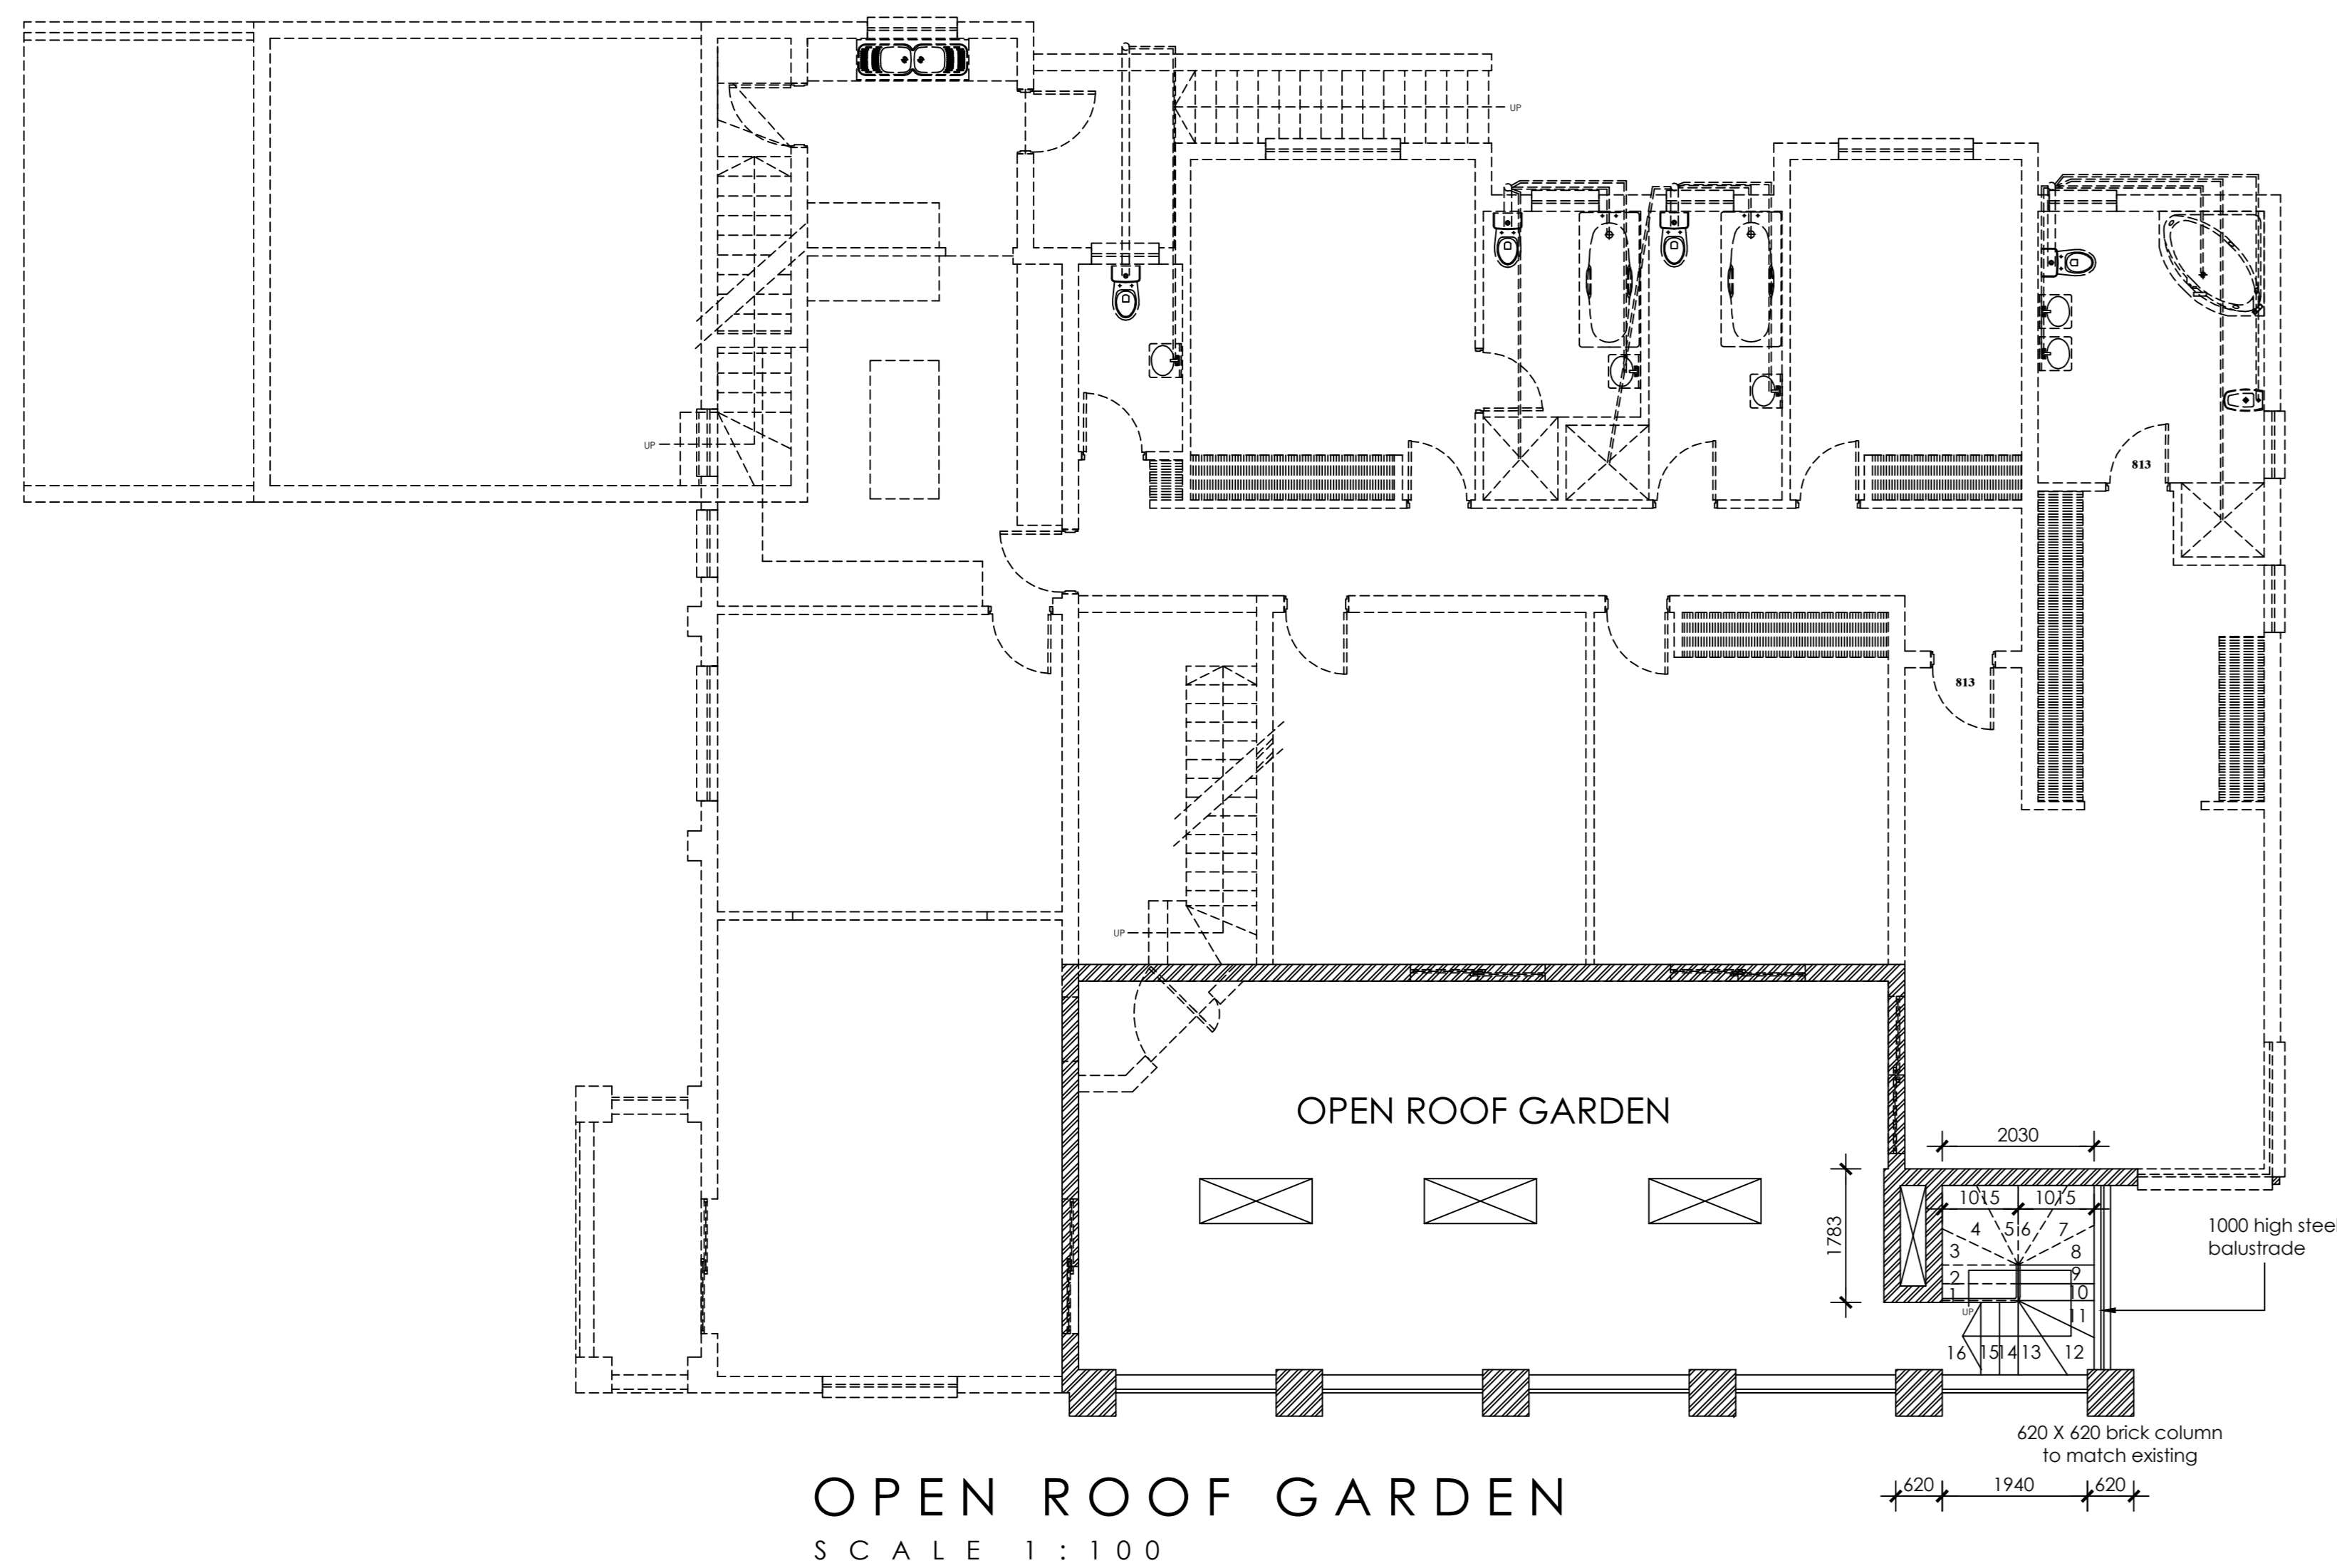 UP
UP
813
813
UP
OPEN ROOF GARDEN
2030
1783
1015
1015
1000 high steel
balustrade
4
5
6
7
3
8
2
9
1
10
UP
11
16
15
14
13
12
620 X 620 brick column
to match existing
620
1940
620
OPEN ROOF GARDEN
SCALE 1:100